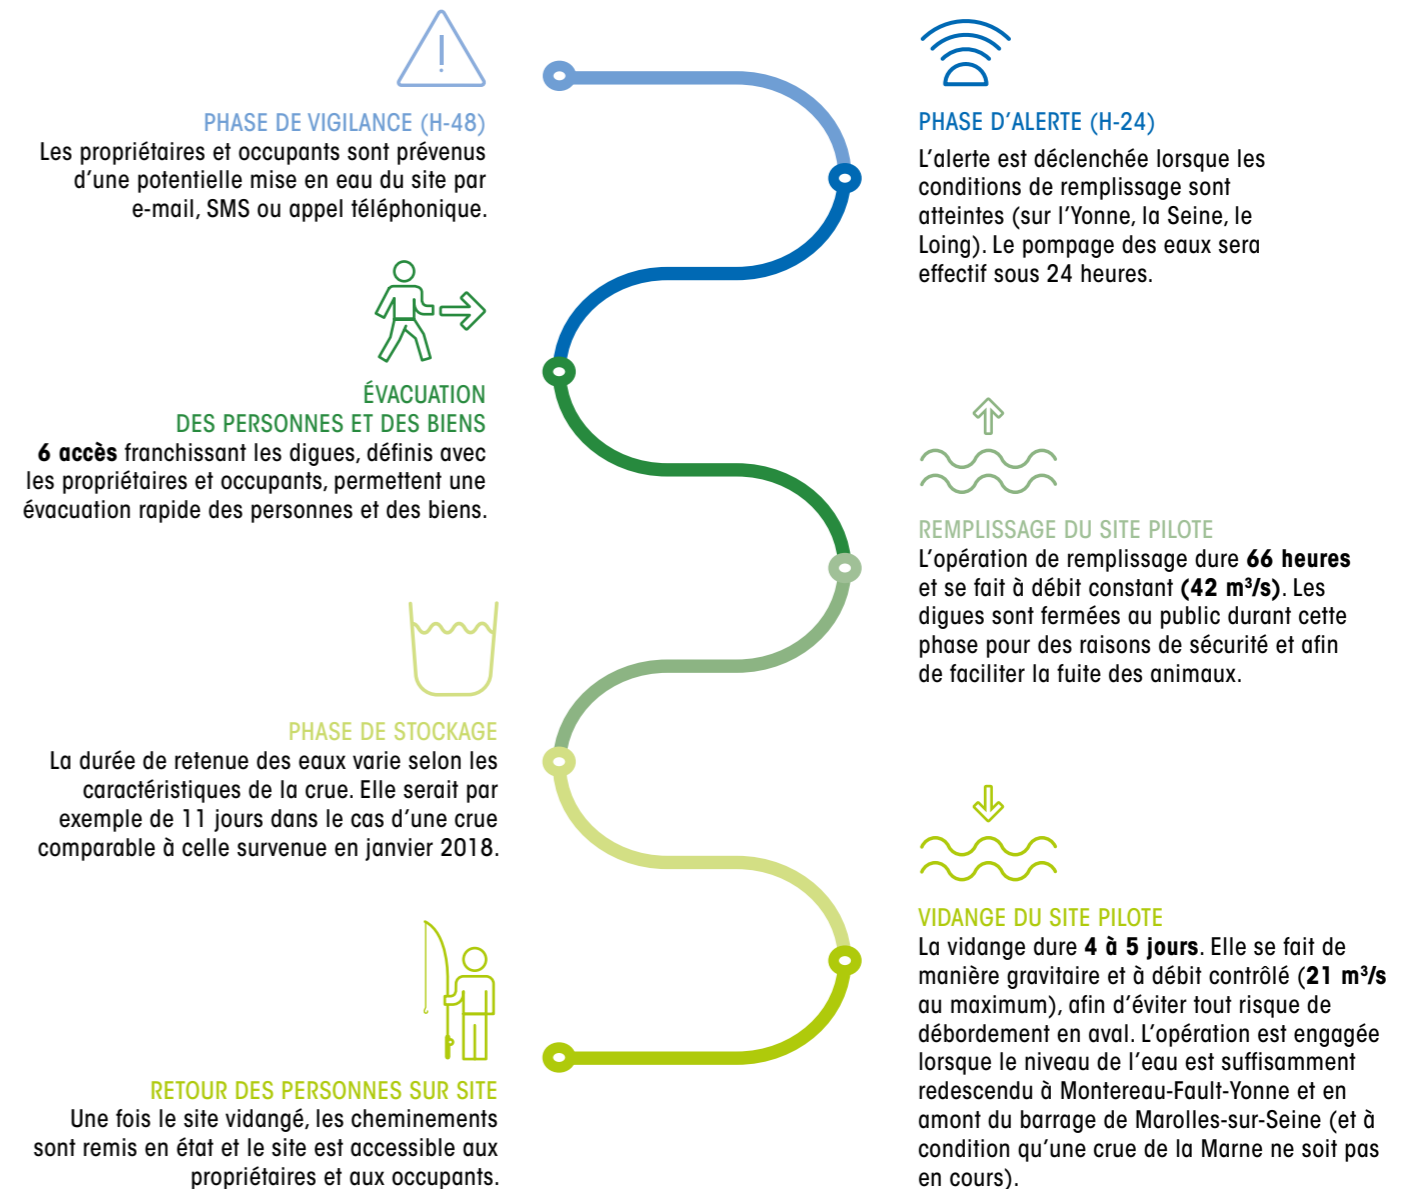 PHASE DE VIGILANCE (H-48)
Les propriétaires et occupants sont prévenus
d'une potentielle mise en eau du site par
e-mail, SMS ou appel téléphonique.
PHASE D'ALERTE (H-24)
L'alerte est déclenchée lorsque les
conditions de remplissage sont
atteintes (sur l'Yonne, la Seine, le
Loing). Le pompage des eaux sera
effectif sous 24 heures.
ÉVACUATION
DES PERSONNES ET DES BIENS
6 accès franchissant les digues, définis avec
les propriétaires et occupants, permettent une
évacuation rapide des personnes et des biens.
REMPLISSAGE DU SITE PILOTE
L'opération de remplissage dure 66 heures
et se fait à débit constant (42 m³/s). Les
digues sont fermées au public durant cette
phase pour des raisons de sécurité et afin
de faciliter la fuite des animaux.
PHASE DE STOCKAGE
La durée de retenue des eaux varie selon les
caractéristiques de la crue. Elle serait par
exemple de 11 jours dans le cas d'une crue
comparable à celle survenue en janvier 2018.
VIDANGE DU SITE PILOTE
La vidange dure 4 à 5 jours. Elle se fait de
manière gravitaire et à débit contrôlé (21 m³/s
au maximum), afin d'éviter tout risque de
débordement en aval. L'opération est engagée
lorsque le niveau de l'eau est suffisamment
redescendu à Montereau-Fault-Yonne et en
amont du barrage de Marolles-sur-Seine (et à
condition qu'une crue de la Marne ne soit pas
en cours).
RETOUR DES PERSONNES SUR SITE
Une fois le site vidangé, les cheminements
sont remis en état et le site est accessible aux
propriétaires et aux occupants.